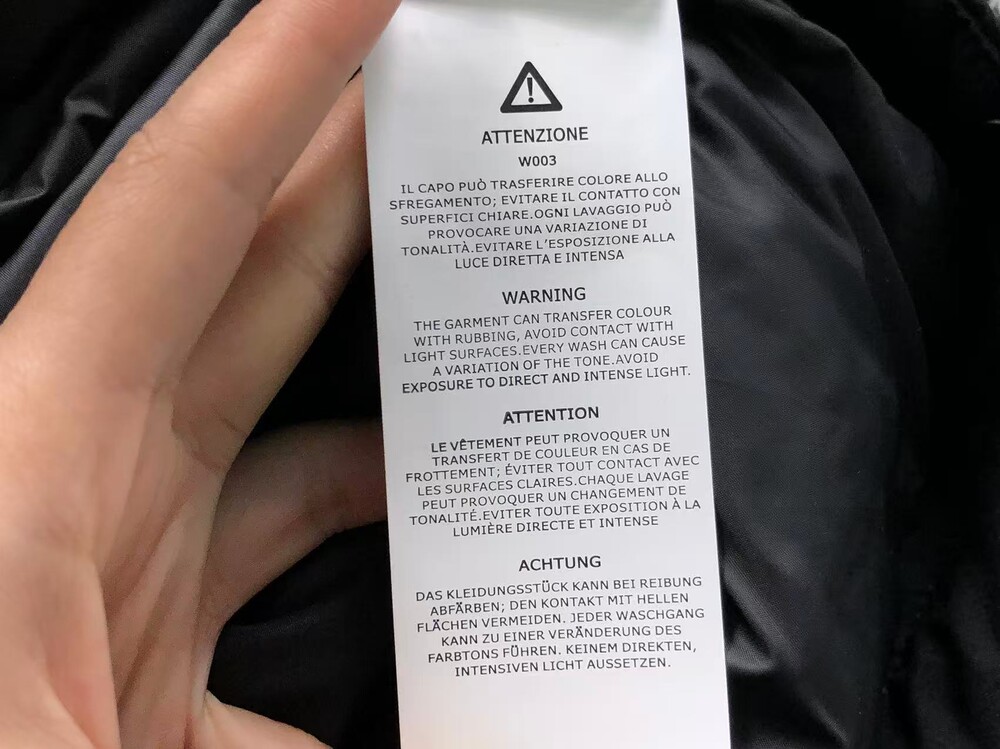 ATTENZIONE
W003
IL CAPO PUÒ TRASFERIRE COLORE ALLO
SFREGAMENTO; EVITARE IL CONTATTO CON
SUPERFICI CHIARE.OGNI LAVAGGIO PUÒ
PROVOCARE UNA VARIAZIONE DI
TONALITÀ.EVITARE L'ESPOSIZIONE ALLA
LUCE DIRETTA E INTENSA
WARNING
THE GARMENT CAN TRANSFER COLOUR
WITH RUBBING, AVOID CONTACT WITH
LIGHT SURFACES.EVERY WASH CAN CAUSE
A VARIATION OF THE TONE.AVOID
EXPOSURE TO DIRECT AND INTENSE LIGHT.
ATTENTION
LE VÊTEMENT PEUT PROVOQUER UN
TRANSFERT DE COULEUR EN CAS DE
FROTTEMENT; ÉVITER TOUT CONTACT AVEC
LES SURFACES CLAIRES.CHAQUE LAVAGE
PEUT PROVOQUER UN CHANGEMENT DE
TONALITÉ.EVITER TOUTE EXPOSITION À LA
LUMIÈRE DIRECTE ET INTENSE
ACHTUNG
DAS KLEIDUNGSSTÜCK KANN BEI REIBUNG
ABFÄRBEN; DEN KONTAKT MIT HELLEN
FLÄCHEN VERMEIDEN. JEDER WASCHGANG
KANN ZU EINER VERÄNDERUNG DES
FARBTONS FÜHREN. KEINEM DIREKTEN,
INTENSIVEN LICHT AUSSETZEN.